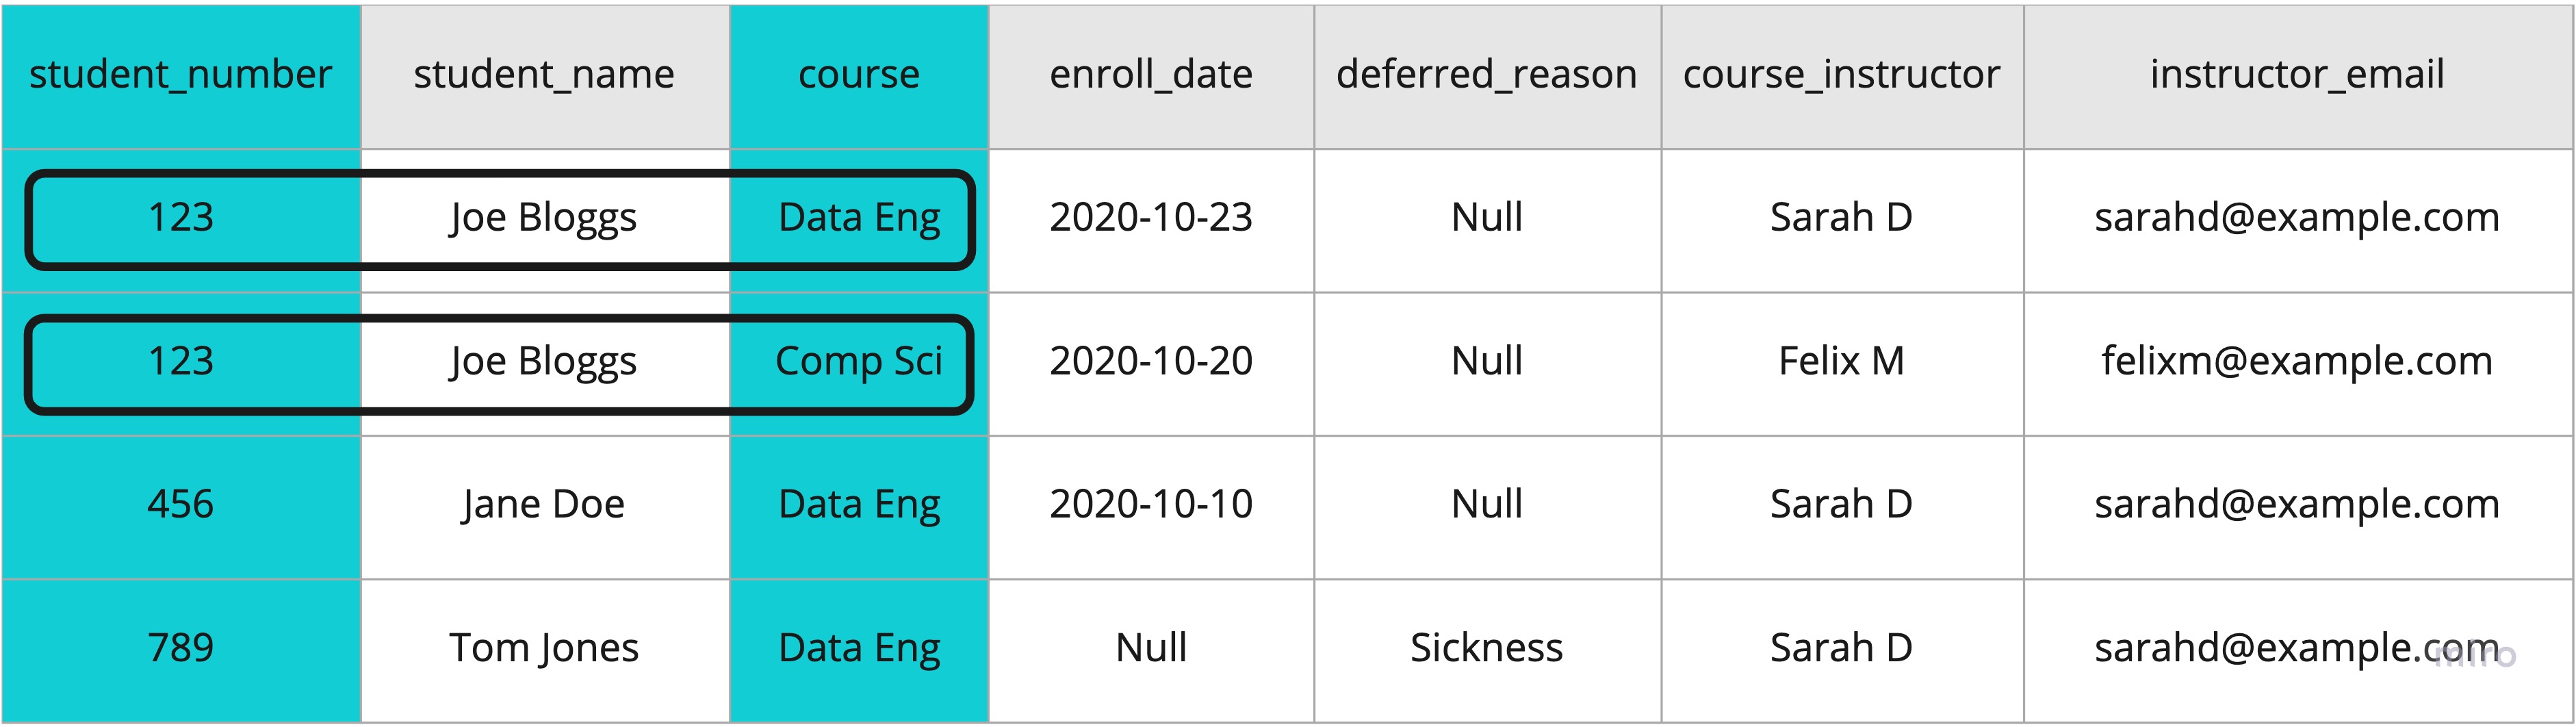 student_number student_name course enroll_date deferred_reason course_instructor instructor_email
123 Joe Bloggs Data Eng 2020-10-23 Null Sarah D sarahd@example.com
123 Joe Bloggs Comp Sci 2020-10-20 Null Felix M felixm@example.com
456 Jane Doe Data Eng 2020-10-10 Null Sarah D sarahd@example.com
789 Tom Jones Data Eng Null Sickness Sarah D sarahd@example.com
miro